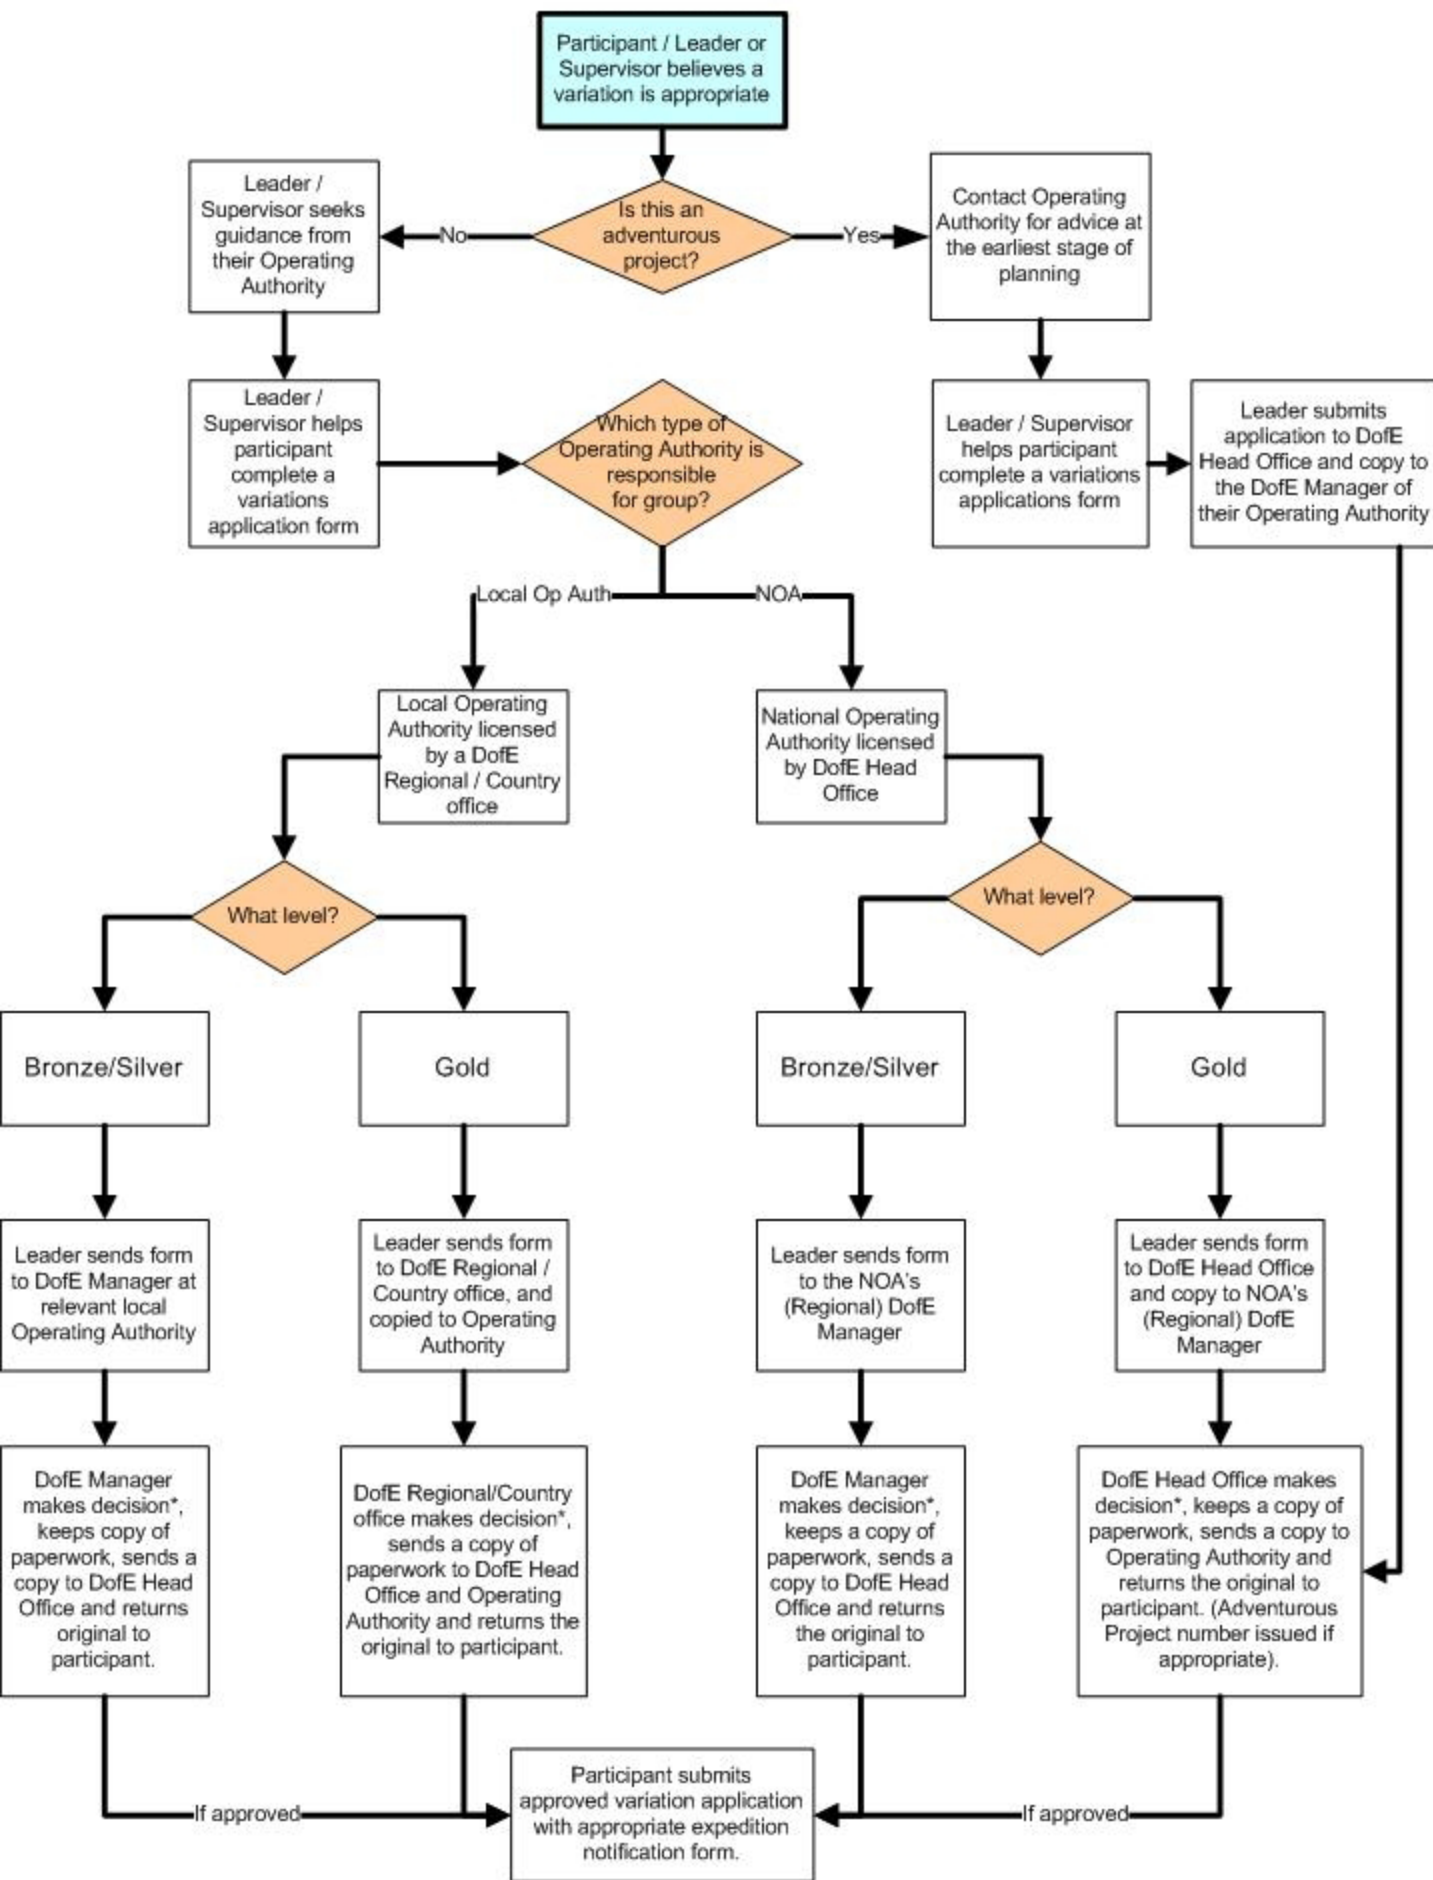 Participant / Leader or
Supervisor believes a
variation is appropriate
Leader /
Supervisor seeks
guidance from
their Operating
Authority
No
Is this an
adventurous
project?
Yes
Contact Operating
Authority for advice at
the earliest stage of
planning
Leader /
Supervisor helps
participant
complete a
variations
application form
Which type of
Operating Authority is
responsible
for group?
Leader / Supervisor
helps participant
complete a variations
applications form
Leader submits
application to DofE
Head Office and copy to
the DofE Manager of
their Operating Authority
Local Op Auth
NOA
Local Operating
Authority licensed
by a DofE
Regional / Country
office
National Operating
Authority licensed
by DofE Head
Office
What level?
What level?
Bronze/Silver
Gold
Bronze/Silver
Gold
Leader sends form
to DofE Manager at
relevant local
Operating Authority
Leader sends form
to DofE Regional /
Country office, and
copied to Operating
Authority
Leader sends form
to the NOA's
(Regional) DofE
Manager
Leader sends form
to DofE Head Office
and copy to NOA's
(Regional) DofE
Manager
DofE Manager
makes decision*,
keeps copy of
paperwork, sends a
copy to DofE Head
Office and returns
original to
participant.
DofE Regional/Country
office makes decision*,
sends a copy of
paperwork to DofE Head
Office and Operating
Authority and returns the
original to participant.
DofE Manager
makes decision*,
keeps a copy of
paperwork, sends a
copy to DofE Head
Office and returns
the original to
participant.
DofE Head Office makes
decision*, keeps a copy of
paperwork, sends a copy to
Operating Authority and
returns the original to
participant. (Adventurous
Project number issued if
appropriate).
If approved
Participant submits
approved variation application
with appropriate expedition
notification form.
If approved